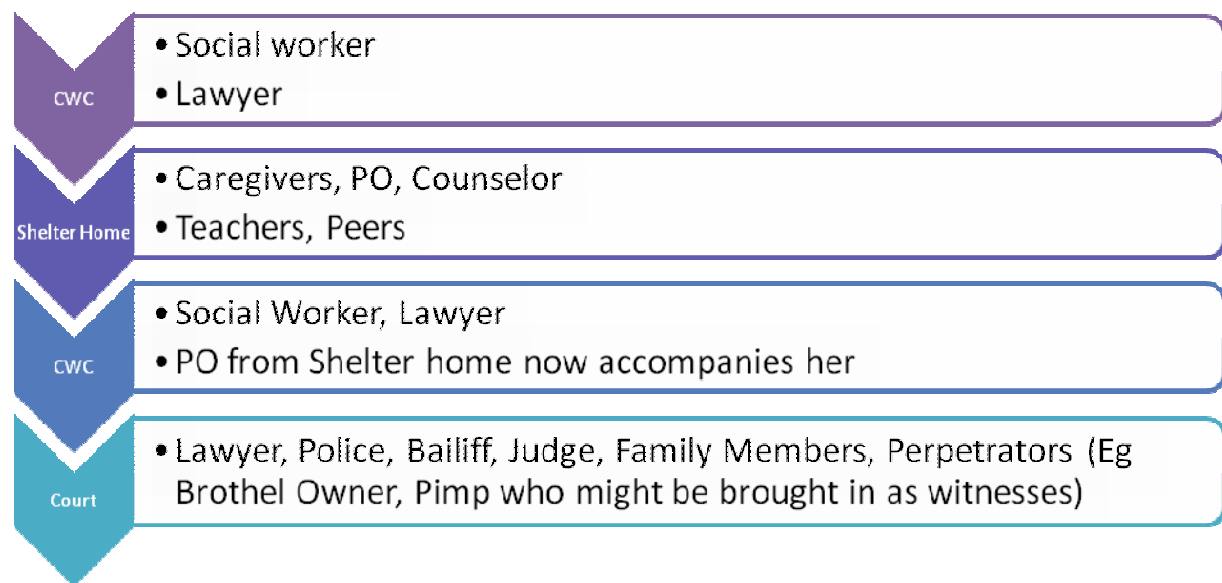 CWC
• Social worker
• Lawyer
Shelter Home
• Caregivers, PO, Counselor
• Teachers, Peers
CWC
• Social Worker, Lawyer
• PO from Shelter home now accompanies her
Court
• Lawyer, Police, Bailiff, Judge, Family Members, Perpetrators (Eg
Brothel Owner, Pimp who might be brought in as witnesses)